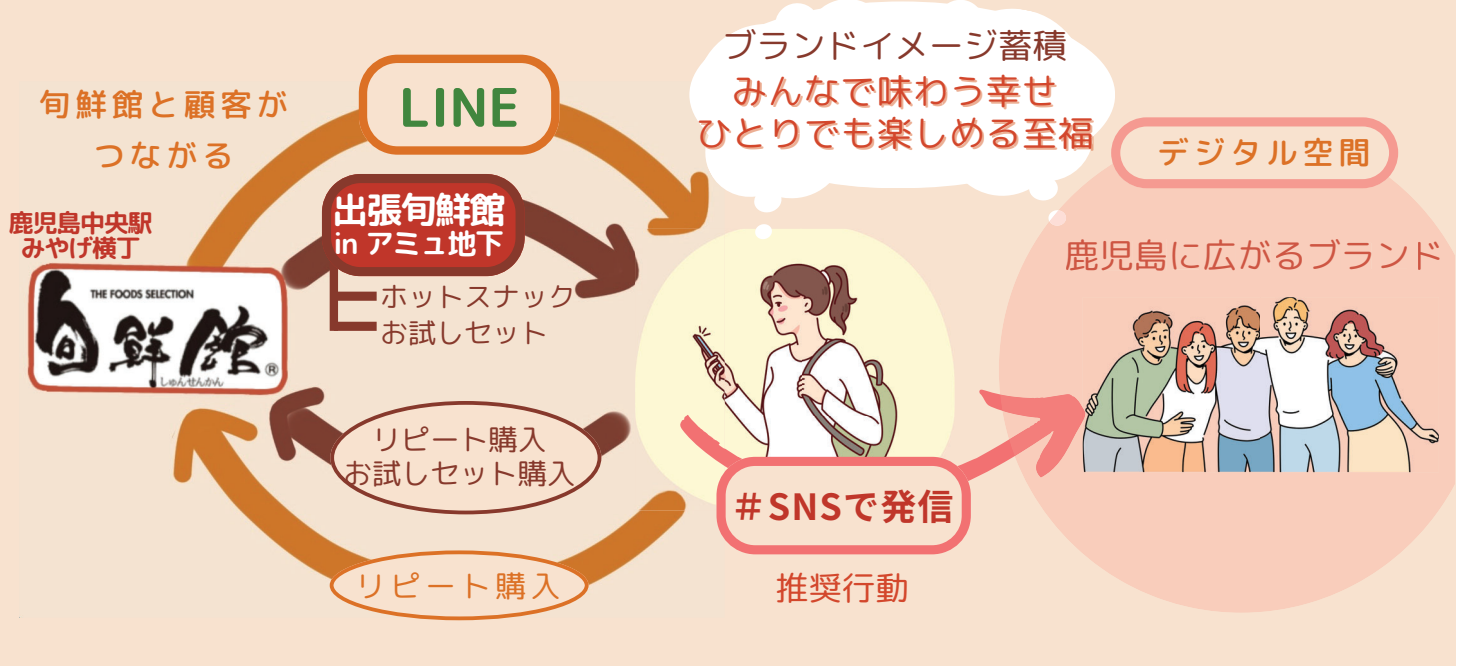 旬鮮館と顧客が
つながる
LINE
鹿児島中央駅
みやげ横丁
THE FOODS SELECTION
旬鮮館®
しゅんせんかん
出張旬鮮館
in アミュ地下
ホットスナック
お試しセット
リピート購入
お試しセット購入
リピート購入
ブランドイメージ蓄積
みんなで味わう幸せ
ひとりでも楽しめる至福
#SNSで発信
推奨行動
デジタル空間
鹿児島に広がるブランド